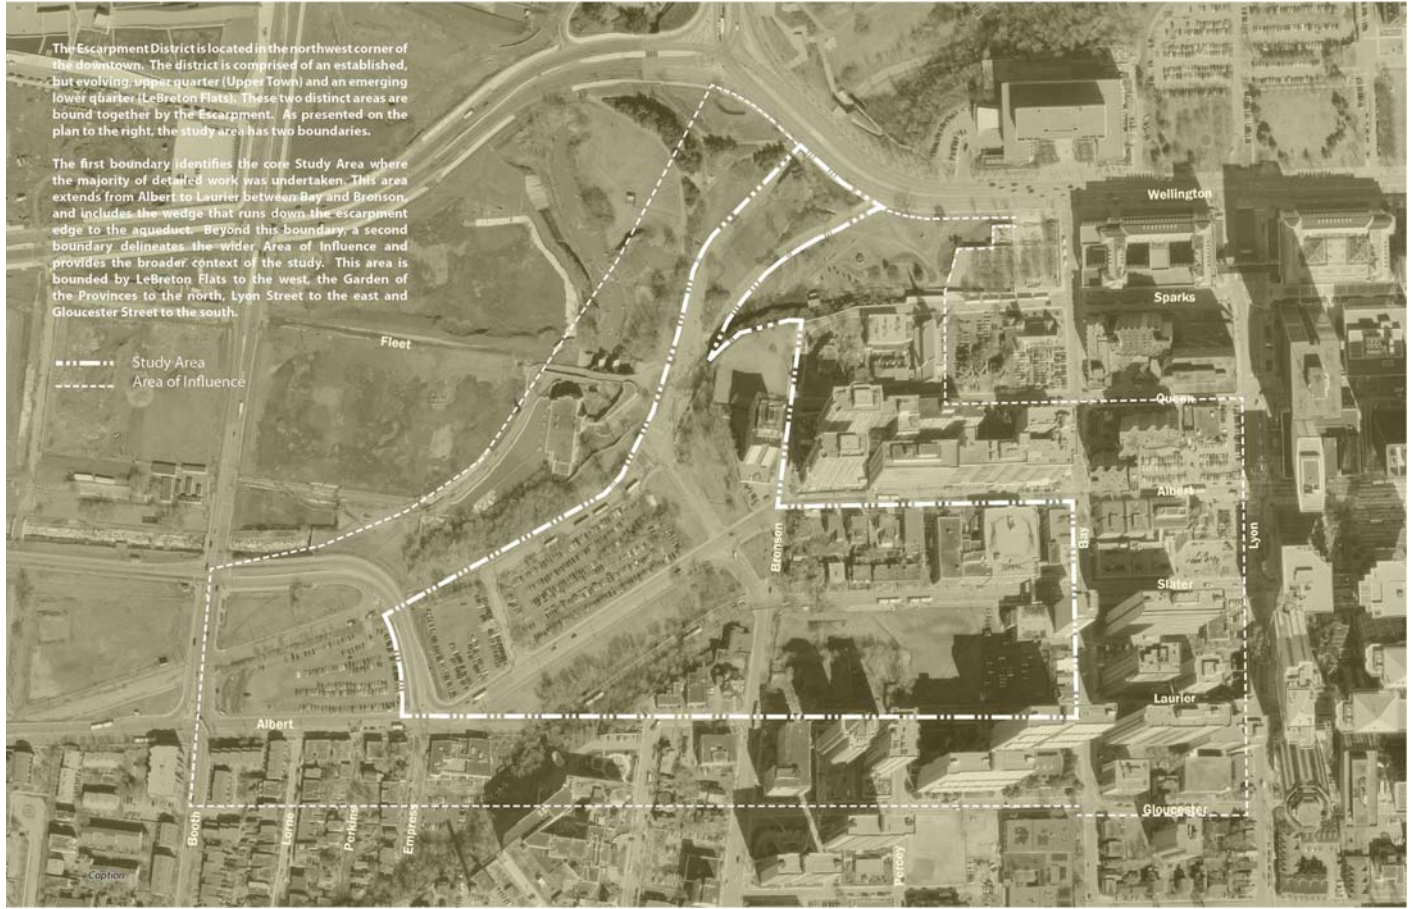 The Escarpment District is located in the northwest corner of
the downtown. The district is comprised of an established,
but evolving, upper quarter (Upper Town) and an emerging
lower quarter (LeBreton Flats). These two distinct areas are
bound together by the Escarpment. As presented on the
plan to the right, the study area has two boundaries.
The first boundary identifies the core Study Area where
the majority of detailed work was undertaken. This area
extends from Albert to Laurier between Bay and Bronson,
and includes the wedge that runs down the escarpment
edge to the aqueduct. Beyond this boundary, a second
boundary delineates the wider Area of Influence and
provides the broader context of the study. This area is
bounded by LeBreton Flats to the west, the Garden of
the Provinces to the north, Lyon Street to the east and
Gloucester Street to the south.
Study Area
Area of Influence
Fleet
Wellington
Sparks
Queen
Albert
Bronson
Bay
Lyon
Slater
Laurier
Albert
Gloucester
Booth
Lorne
Perkins
Empress
Percey
Caption